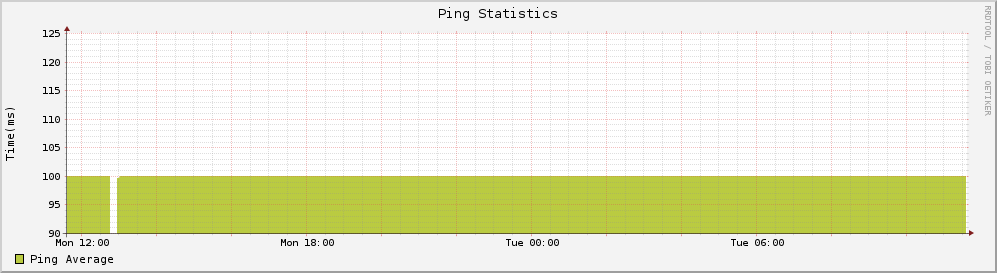 Ping Statistics
RRDTOOL / TOBI OETIKER
Time(ms)
125
120
115
110
105
100
95
90
Mon 12:00 Mon 18:00 Tue 00:00 Tue 06:00
Ping Average